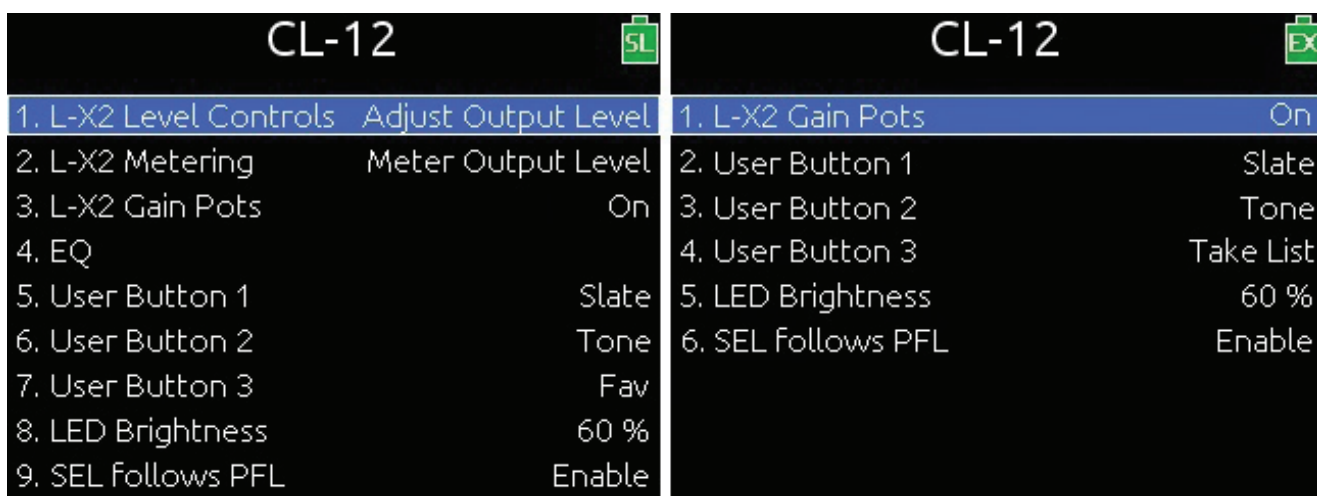 CL-12 SL
1. L-X2 Level Controls Adjust Output Level
2. L-X2 Metering Meter Output Level
3. L-X2 Gain Pots On
4. EQ
5. User Button 1 Slate
6. User Button 2 Tone
7. User Button 3 Fav
8. LED Brightness 60 %
9. SEL follows PFL Enable
CL-12 EX
1. L-X2 Gain Pots On
2. User Button 1 Slate
3. User Button 2 Tone
4. User Button 3 Take List
5. LED Brightness 60 %
6. SEL follows PFL Enable